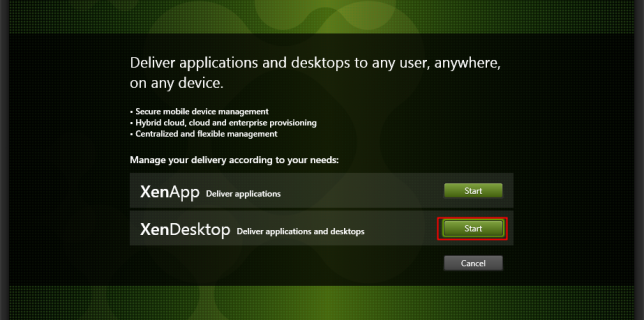 Deliver applications and desktops to any user, anywhere,
on any device.
• Secure mobile device management
• Hybrid cloud, cloud and enterprise provisioning
• Centralized and flexible management
Manage your delivery according to your needs:
XenApp Deliver applications Start
XenDesktop Deliver applications and desktops Start
Cancel